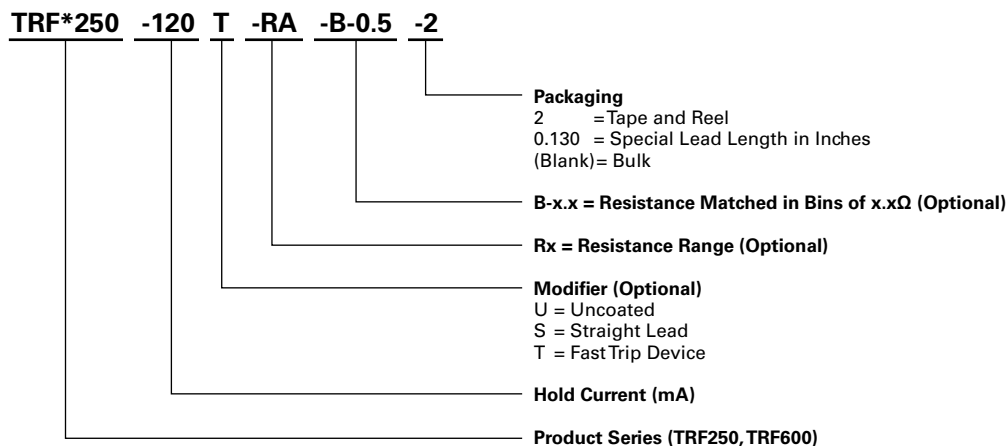 TRF*250 -120 T -RA -B-0.5 -2
Packaging
2 = Tape and Reel
0.130 = Special Lead Length in Inches
(Blank)= Bulk
B-x.x = Resistance Matched in Bins of x.xΩ (Optional)
Rx = Resistance Range (Optional)
Modifier (Optional)
U = Uncoated
S = Straight Lead
T = Fast Trip Device
Hold Current (mA)
Product Series (TRF250, TRF600)